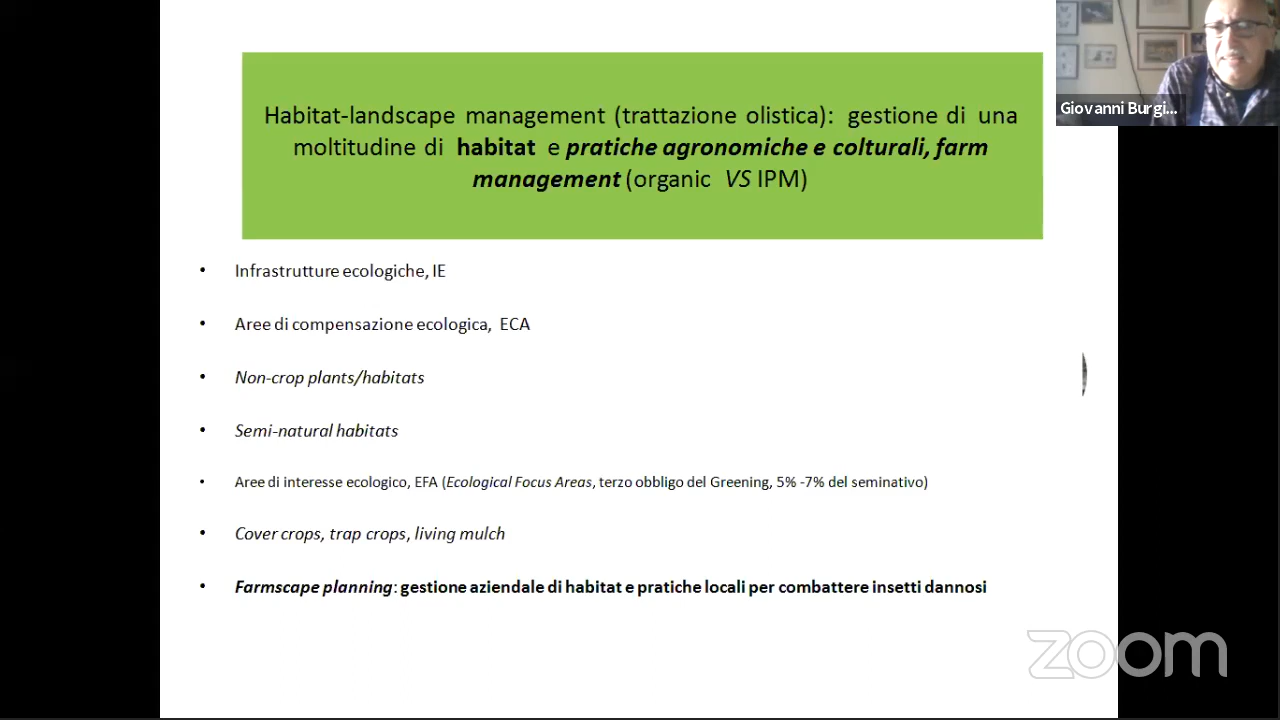 Habitat-landscape management (trattazione olistica): gestione di una
moltitudine di habitat e pratiche agronomiche e colturali, farm
management (organic VS IPM)
Giovanni Burgi...
• Infrastrutture ecologiche, IE
• Aree di compensazione ecologica, ECA
• Non-crop plants/habitats
• Semi-natural habitats
• Aree di interesse ecologico, EFA (Ecological Focus Areas, terzo obbligo del Greening, 5% -7% del seminativo)
• Cover crops, trap crops, living mulch
• Farmscape planning: gestione aziendale di habitat e pratiche locali per combattere insetti dannosi
zoom